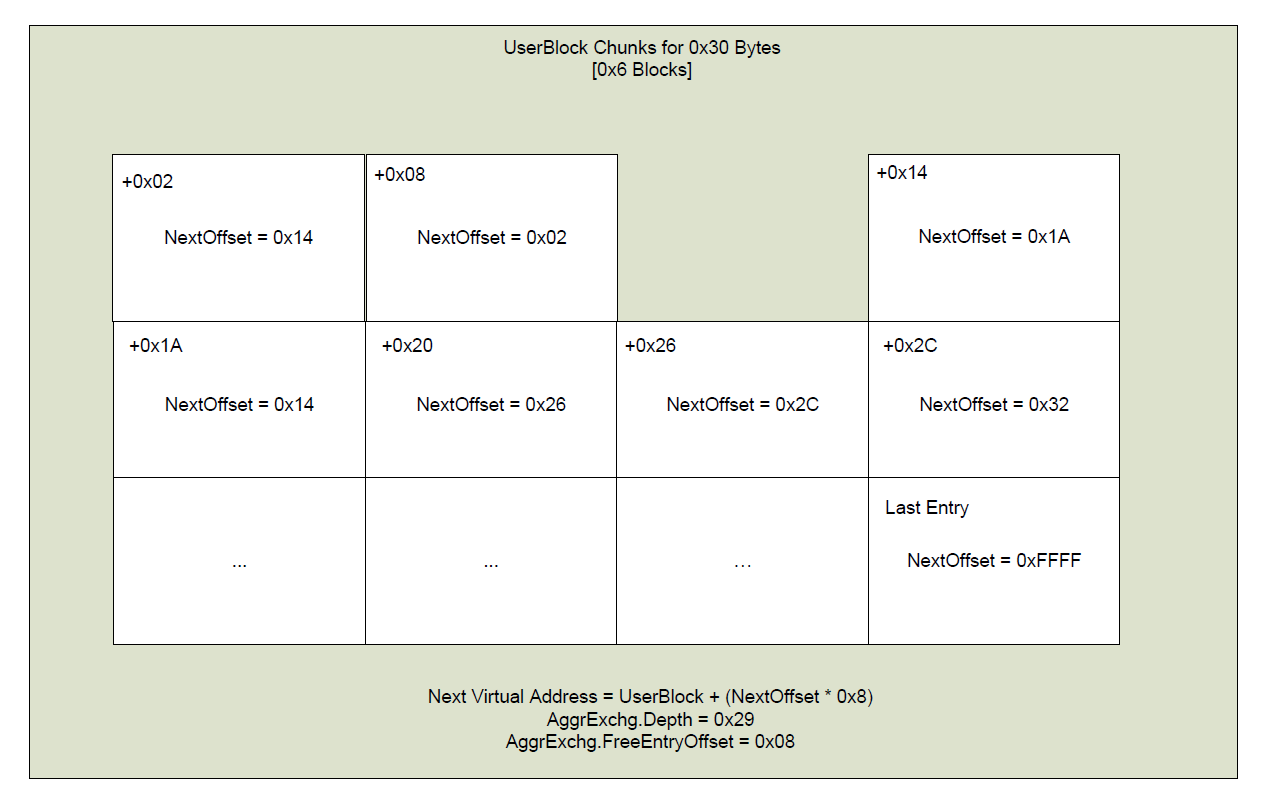 UserBlock Chunks for 0x30 Bytes
[0x6 Blocks]
+0x02
NextOffset = 0x14
+0x08
NextOffset = 0x02
+0x14
NextOffset = 0x1A
+0x1A
NextOffset = 0x14
+0x20
NextOffset = 0x26
+0x26
NextOffset = 0x2C
+0x2C
NextOffset = 0x32
...
...
...
Last Entry
NextOffset = 0xFFFF
Next Virtual Address = UserBlock + (NextOffset * 0x8)
AggrExchg.Depth = 0x29
AggrExchg.FreeEntryOffset = 0x08